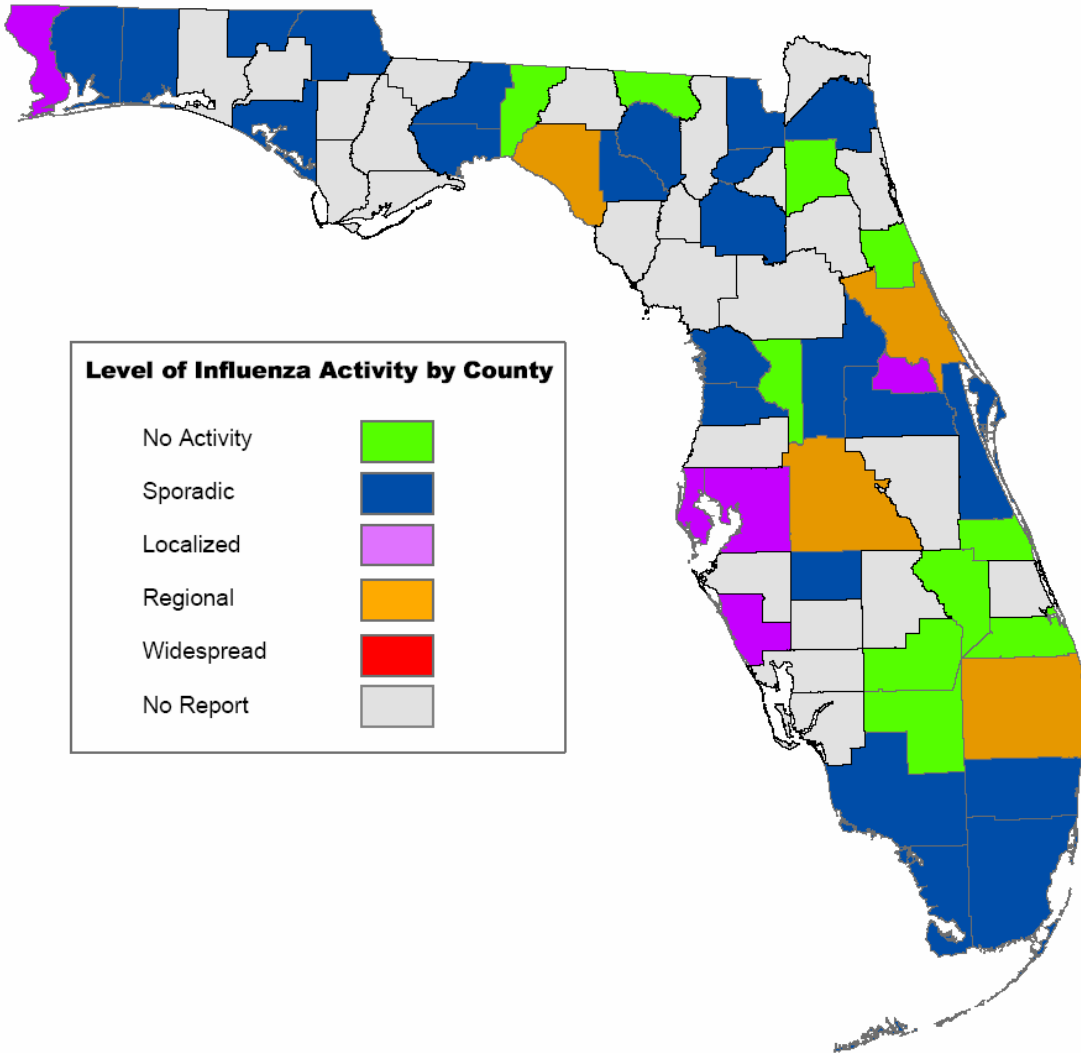 Level of Influenza Activity by County
No Activity
Sporadic
Localized
Regional
Widespread
No Report